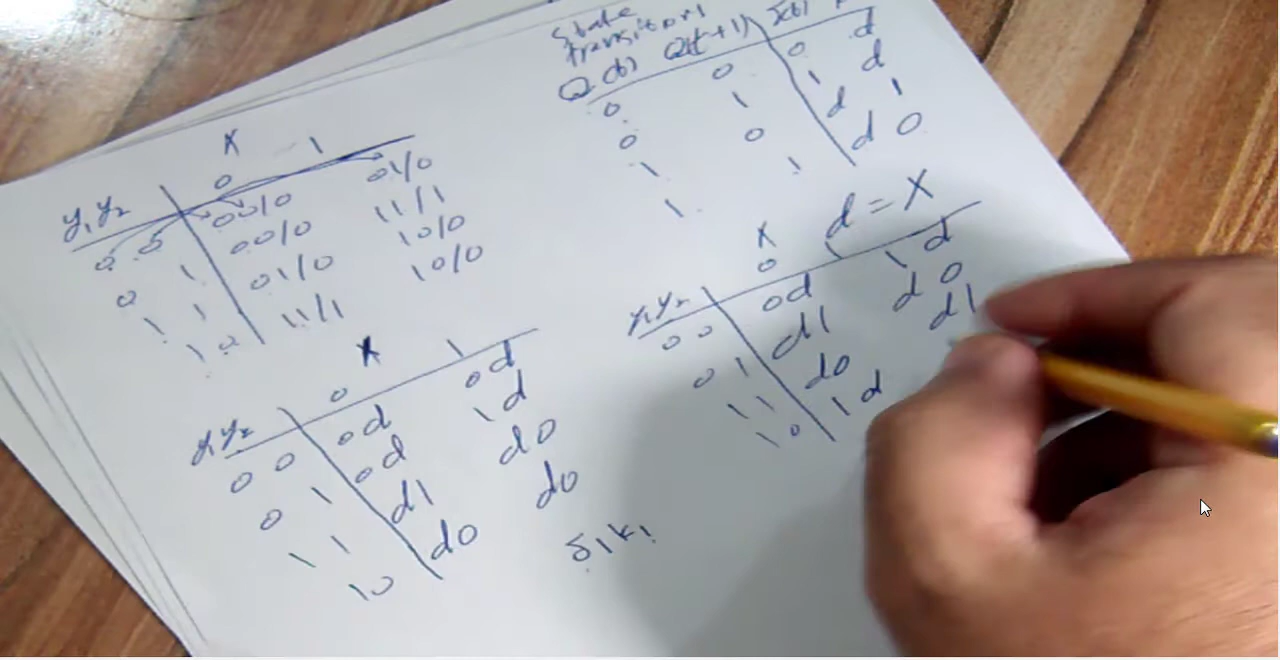 State
transition
Q(t) Q(t+1) J(t)
0 0 0 d
0 1 1 d
1 0 d 1
1 1 d 0
d = X
X
y₁y₂ 0 1
0 0 00/0 01/0
0 1 00/0 11/1
1 1 01/0 10/0
1 0 11/1 10/0
X
y₁y₂ 0 1
0 0 0d 0d
0 1 0d 1d
1 1 d1 d0
1 0 d0 d0
J₁K₁
X
y₁y₂ 0 1
0 0 0d 1d
0 1 d1 d0
1 1 d0 d1
1 0 1d